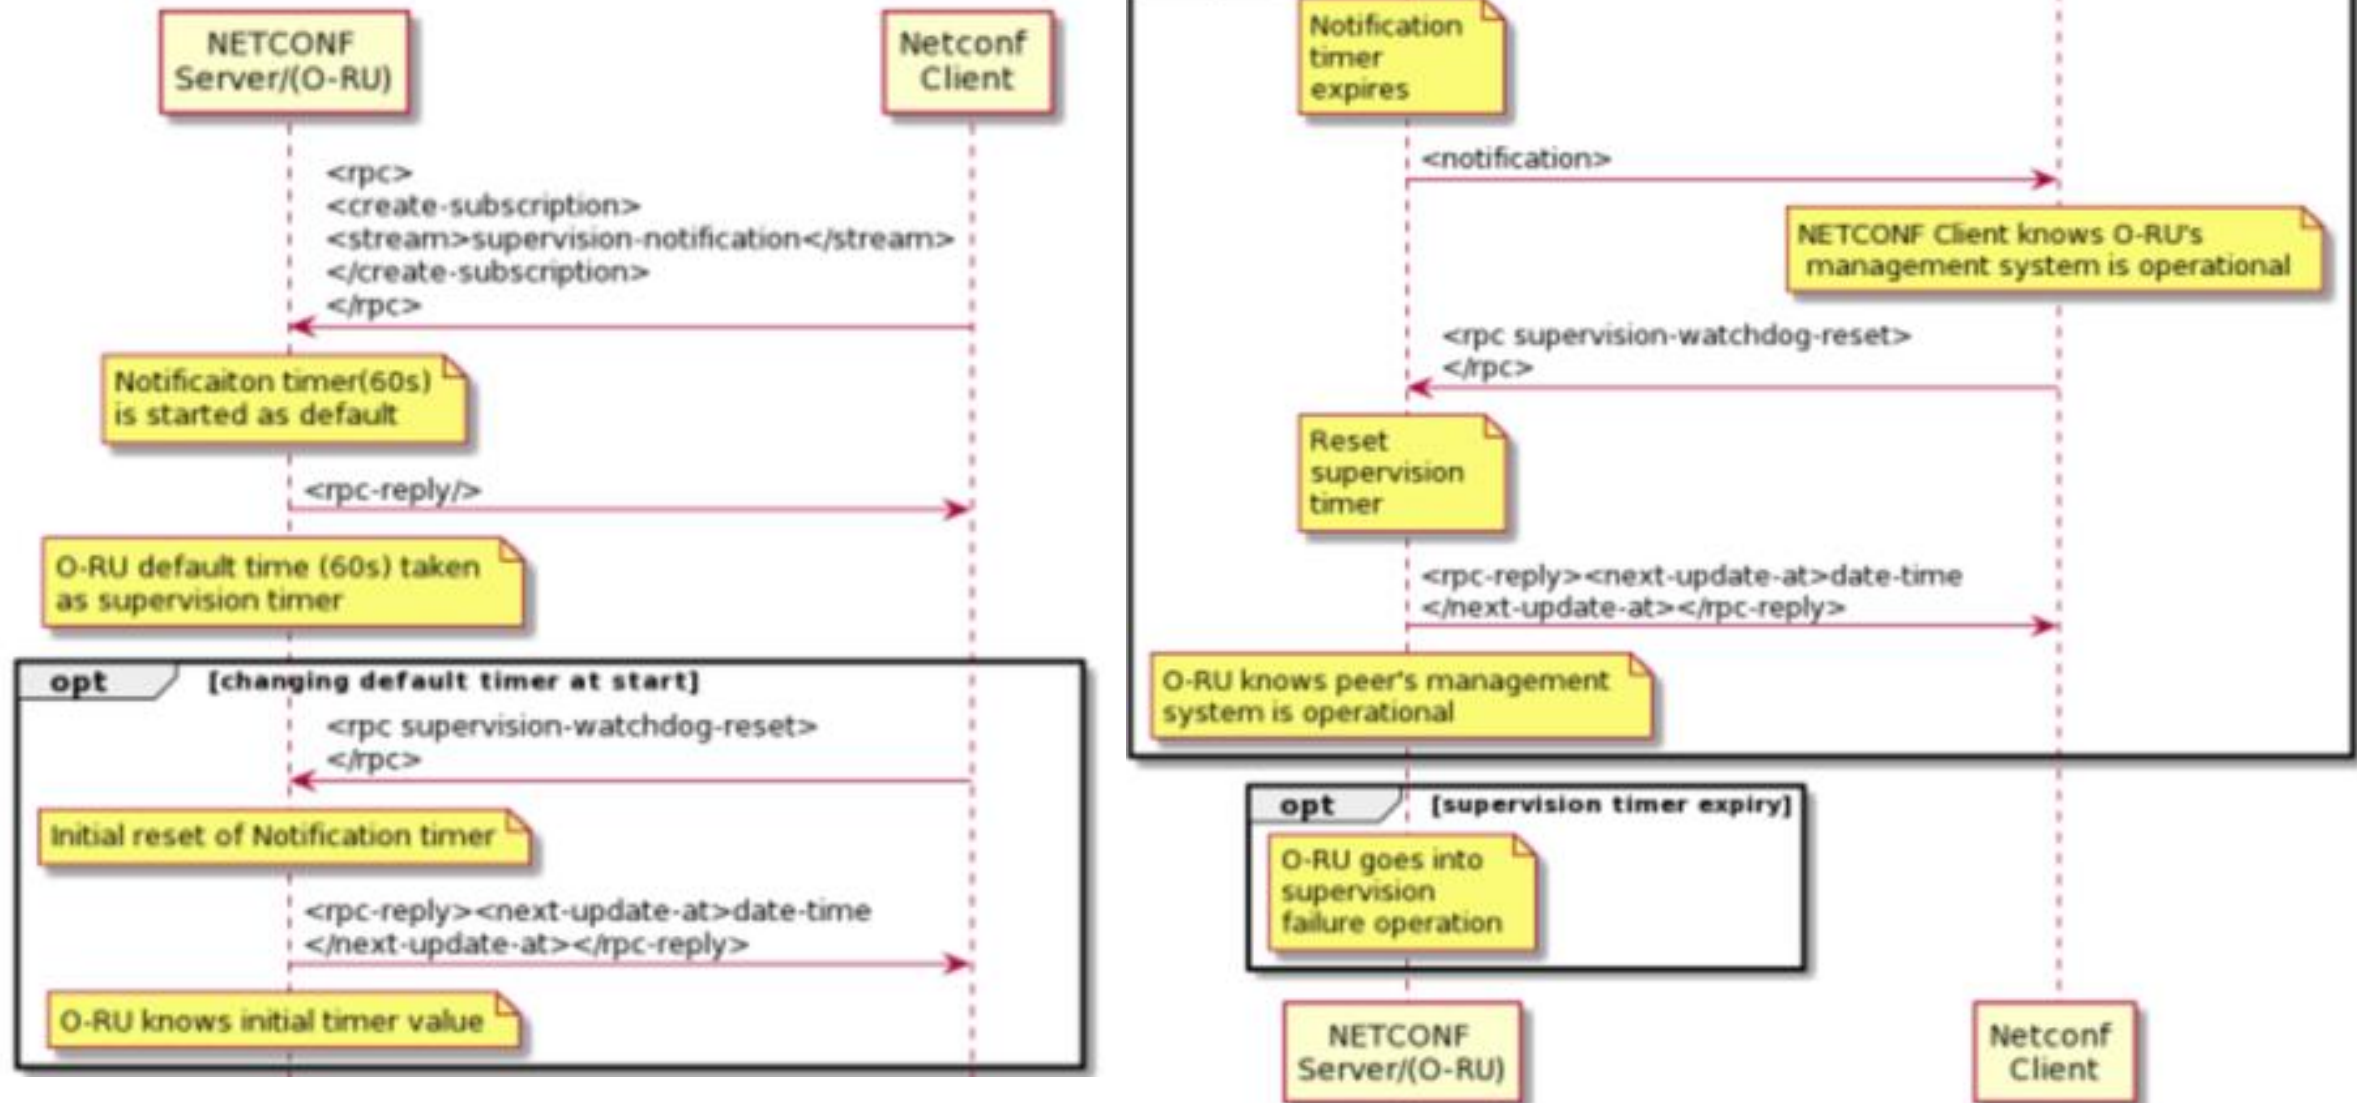 NETCONF
Server/(O-RU)
Netconf
Client
<rpc>
<create-subscription>
<stream>supervision-notification</stream>
</create-subscription>
</rpc>
Notificaiton timer(60s)
is started as default
<rpc-reply/>
O-RU default time (60s) taken
as supervision timer
opt [changing default timer at start]
<rpc supervision-watchdog-reset>
</rpc>
Initial reset of Notification timer
<rpc-reply><next-update-at>date-time
</next-update-at></rpc-reply>
O-RU knows initial timer value
Notification
timer
expires
<notification>
NETCONF Client knows O-RU's
management system is operational
<rpc supervision-watchdog-reset>
</rpc>
Reset
supervision
timer
<rpc-reply><next-update-at>date-time
</next-update-at></rpc-reply>
O-RU knows peer's management
system is operational
opt [supervision timer expiry]
O-RU goes into
supervision
failure operation
NETCONF
Server/(O-RU)
Netconf
Client